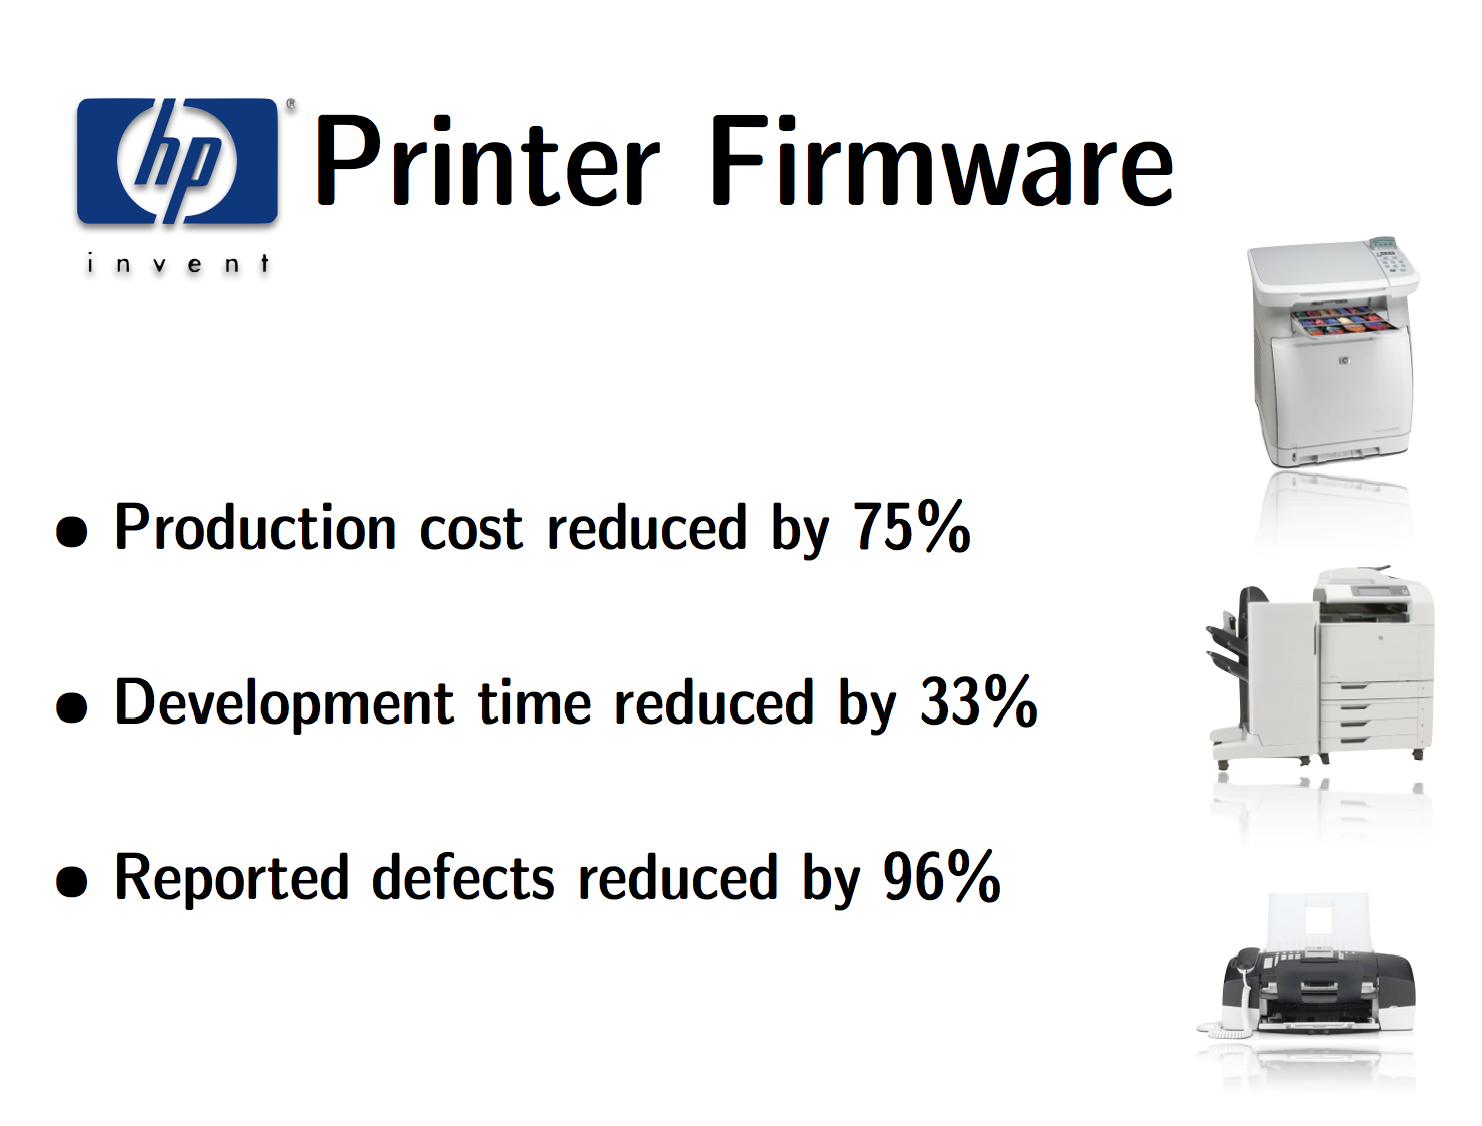 hp ®
Printer Firmware
invent
• Production cost reduced by 75%
• Development time reduced by 33%
• Reported defects reduced by 96%